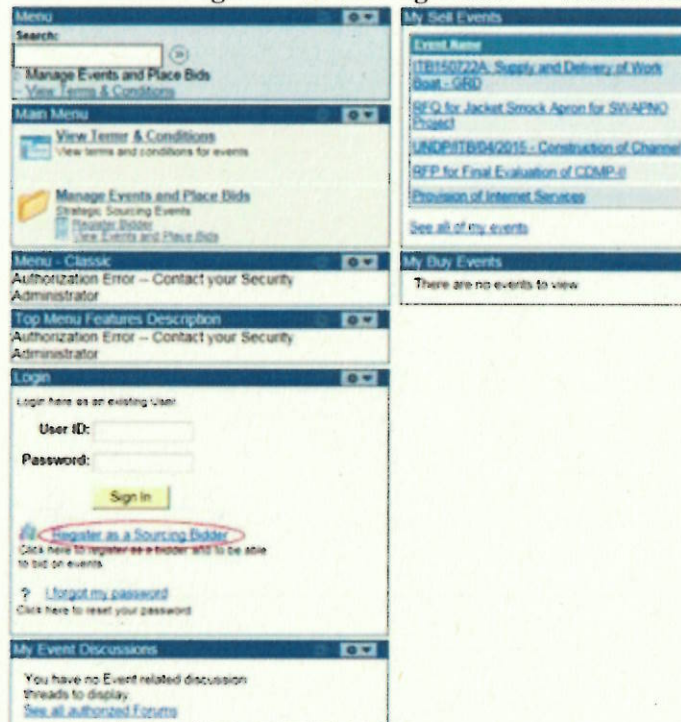 Menu
Search:
Manage Events and Place Bids
View Terms & Conditions
Main Menu
View Terms & Conditions
View terms and conditions for events
Manage Events and Place Bids
Strategic Sourcing Events
Register Bidder
View Events and Place Bids
Menu - Classic
Authorization Error -- Contact your Security
Administrator
Top Menu Features Description
Authorization Error -- Contact your Security
Administrator
Login
Login here as an existing User
User ID:
Password:
Sign In
Register as a Sourcing Bidder
Click here to register as a bidder and to be able
to bid on events
? I forgot my password
Click here to reset your password
My Event Discussions
You have no Event related discussion
threads to display
See all authorized Forums
My Sell Events
Event Name
ITB150722A, Supply and Delivery of Work
Boat - GRD
RFQ for Jacket Smock Apron for SWAPNO
Project
UNDP/ITB/04/2015 - Construction of Channel
RFP for Final Evaluation of CDMP-II
Provision of Internet Services
See all of my events
My Buy Events
There are no events to view